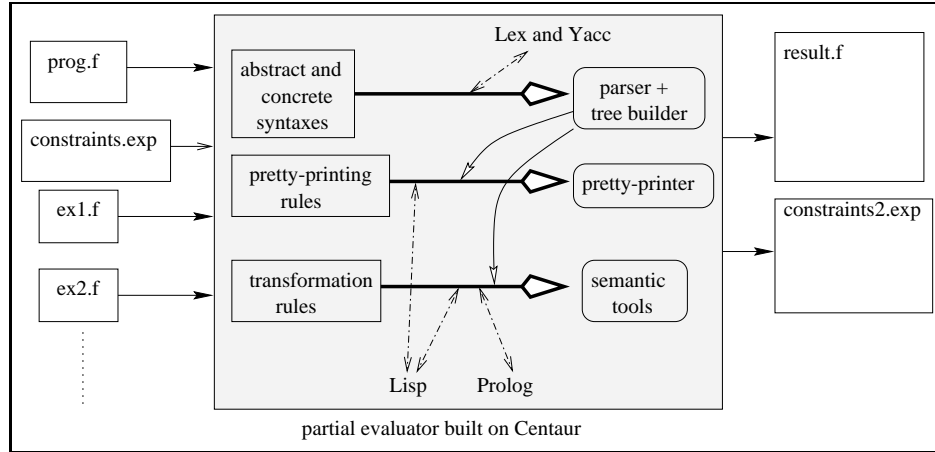 prog.f
constraints.exp
ex1.f
ex2.f
Lex and Yacc
abstract and
concrete
syntaxes
parser +
tree builder
pretty-printing
rules
pretty-printer
transformation
rules
semantic
tools
Lisp
Prolog
partial evaluator built on Centaur
result.f
constraints2.exp